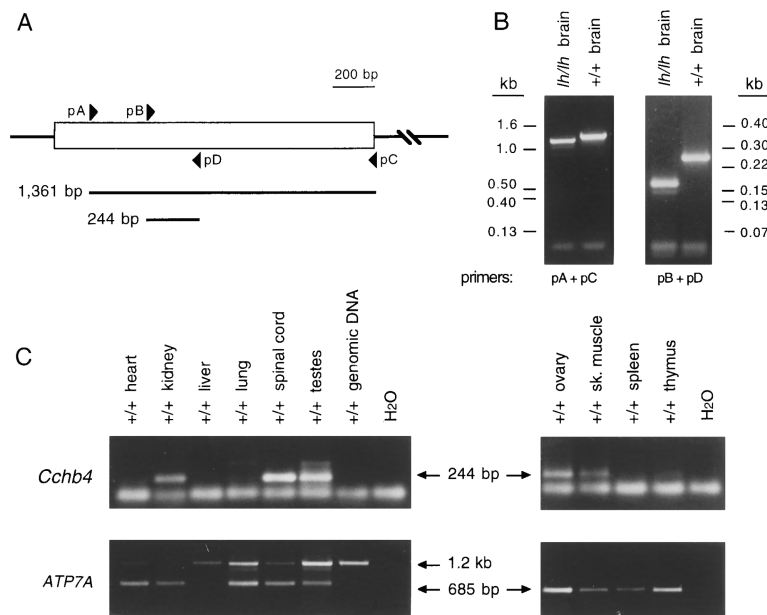 A
200 bp
pA
pB
pD
pC
1,361 bp
244 bp
B
lh/lh brain
+/+ brain
lh/lh brain
+/+ brain
kb
kb
1.6
1.0
0.50
0.40
0.13
0.40
0.30
0.22
0.15
0.13
0.07
primers:
pA + pC
pB + pD
C
+/+ heart
+/+ kidney
+/+ liver
+/+ lung
+/+ spinal cord
+/+ testes
+/+ genomic DNA
H2O
+/+ ovary
+/+ sk. muscle
+/+ spleen
+/+ thymus
H2O
Cchb4
244 bp
ATP7A
1.2 kb
685 bp